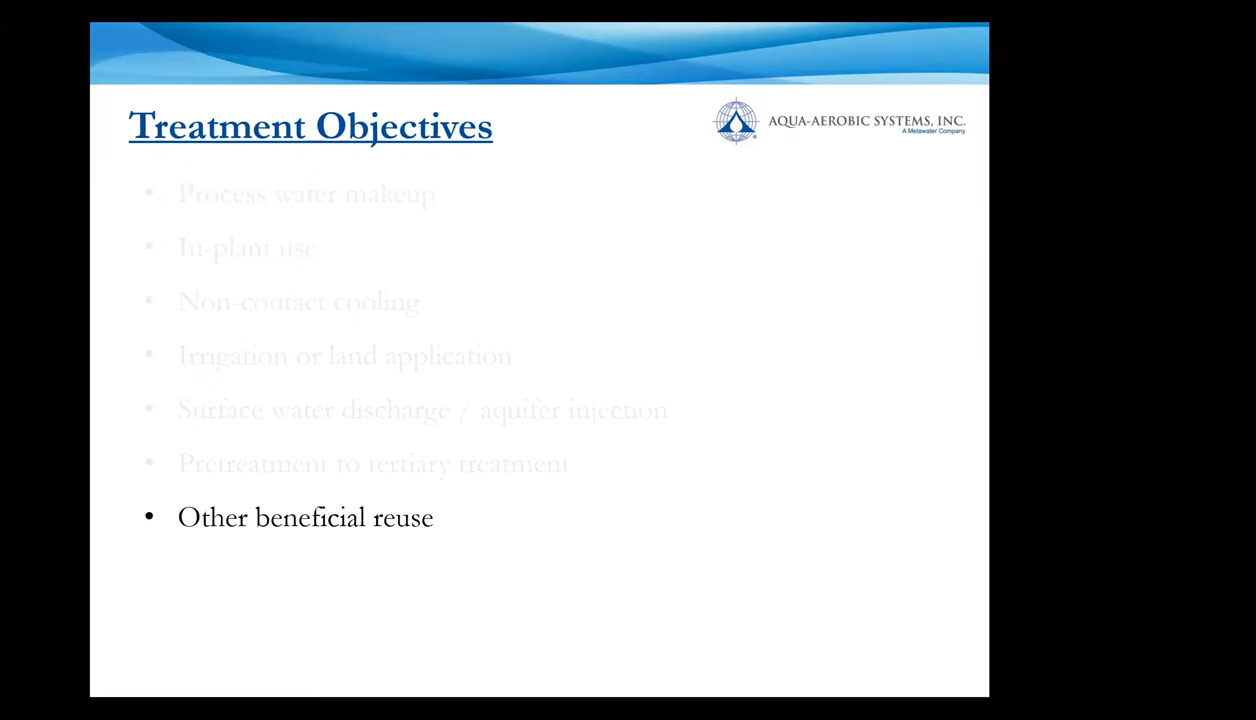 Treatment Objectives
AQUA-AEROBIC SYSTEMS, INC.
A Metawater Company
• Process water makeup
• In-plant use
• Non-contact cooling
• Irrigation or land application
• Surface water discharge / aquifer injection
• Pretreatment to tertiary treatment
• Other beneficial reuse